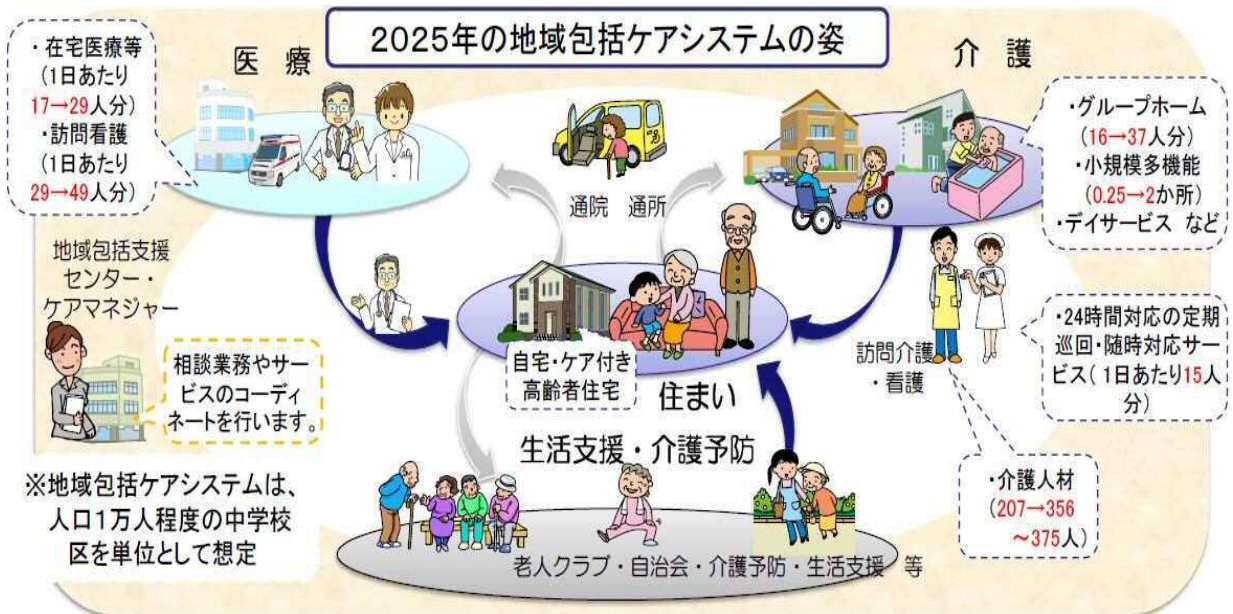 2025年の地域包括ケアシステムの姿
・在宅医療等
(1日あたり
17→29人分)
・訪問看護
(1日あたり
29→49人分)
医 療
介 護
・グループホーム
(16→37人分)
・小規模多機能
(0.25→2か所)
・デイサービス など
通院 通所
地域包括支援
センター・
ケアマネジャー
相談業務やサー
ビスのコーディ
ネートを行います。
自宅・ケア付き
高齢者住宅
住まい
訪問介護
・看護
・24時間対応の定期
巡回・随時対応サー
ビス(1日あたり15人
分)
生活支援・介護予防
・介護人材
(207→356
～375人)
※地域包括ケアシステムは、
人口1万人程度の中学校
区を単位として想定
老人クラブ・自治会・介護予防・生活支援 等